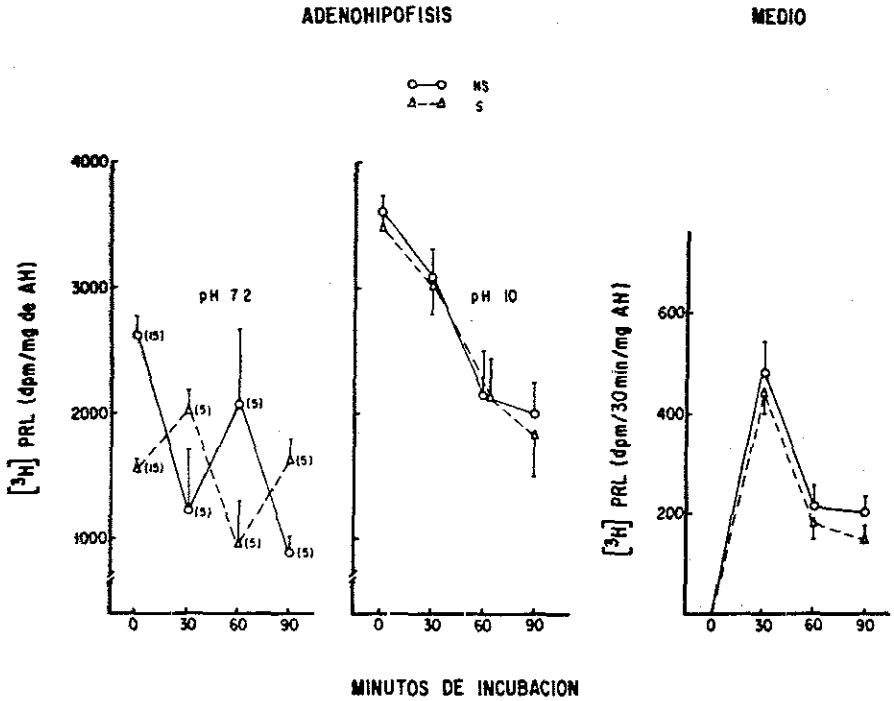 ADENOHIPOFISIS
MEDIO
NS
S
[³H] PRL (dpm/mg de AH)
4000
3000
2000
1000
pH 7.2
(15)
(15)
(5)
(5)
(5)
(5)
(5)
(5)
0 30 60 90
pH 10
0 30 60 90
[³H] PRL (dpm/30min/mg AH)
600
400
200
0 30 60 90
MINUTOS DE INCUBACION